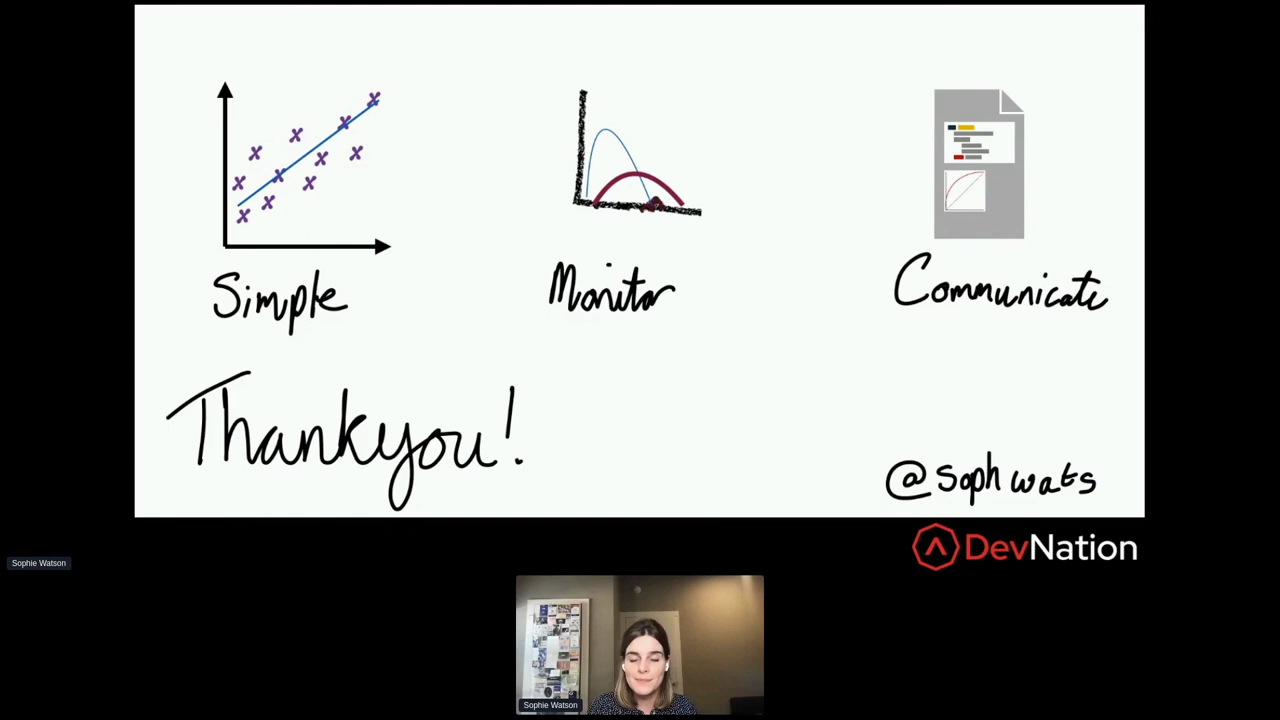 Simple
Monitor
Communicate
Thankyou!
@sophwats
DevNation
Sophie Watson
Sophie Watson